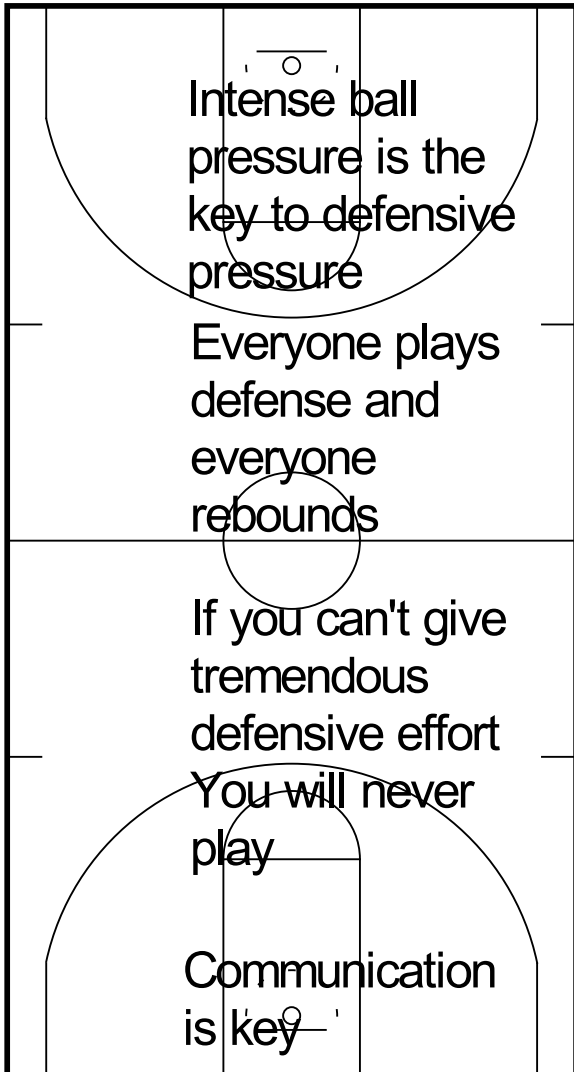 Intense ball
pressure is the
key to defensive
pressure
Everyone plays
defense and
everyone
rebounds
If you can't give
tremendous
defensive effort
You will never
play
Communication
is key